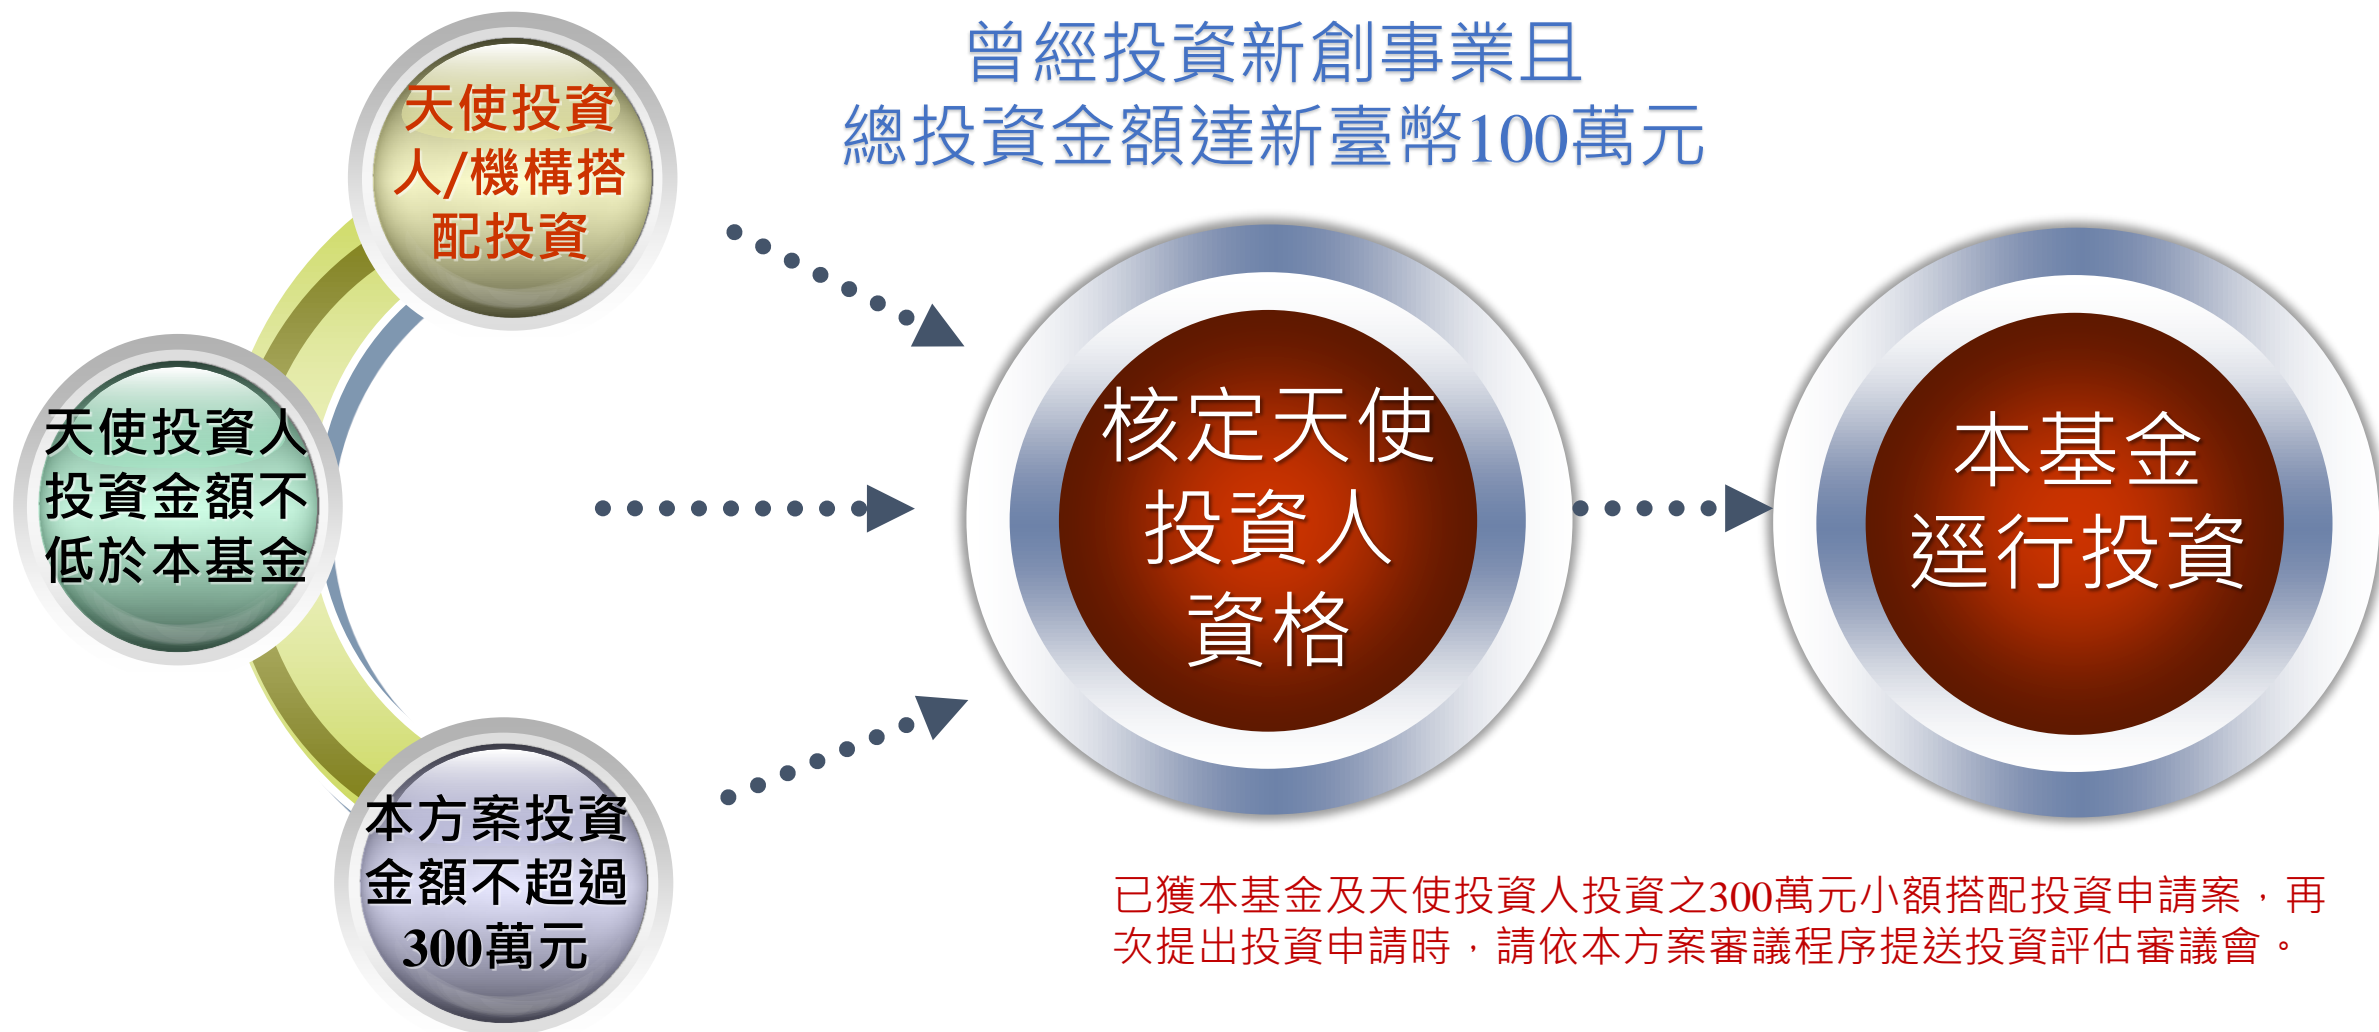 曾經投資新創事業且
總投資金額達新臺幣100萬元
天使投資
人/機構搭
配投資
天使投資人
投資金額不
低於本基金
本方案投資
金額不超過
300萬元
核定天使
投資人
資格
本基金
逕行投資
已獲本基金及天使投資人投資之300萬元小額搭配投資申請案，再
次提出投資申請時，請依本方案審議程序提送投資評估審議會。